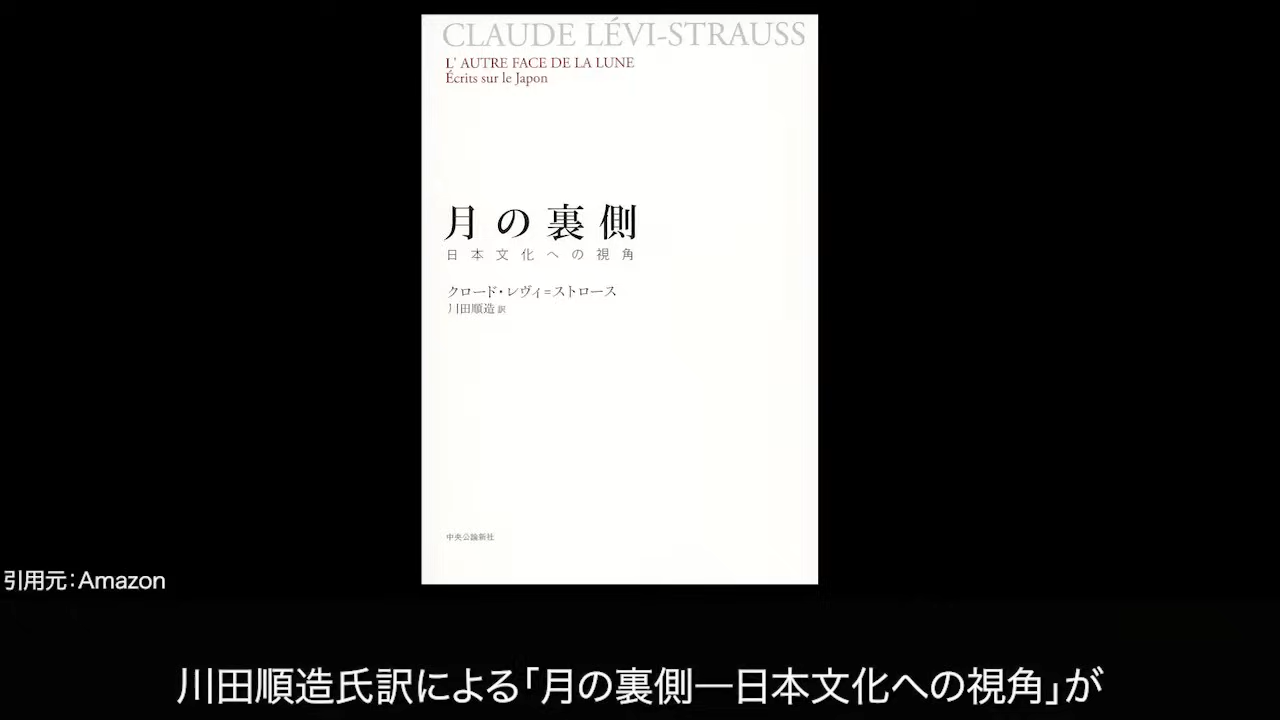 CLAUDE LÉVI-STRAUSS
L' AUTRE FACE DE LA LUNE
Écrits sur le Japon
月の裏側
日本文化への視角
クロード・レヴィ=ストロース
川田順造 訳
中央公論新社
引用元：Amazon
川田順造氏訳による「月の裏側―日本文化への視角」が